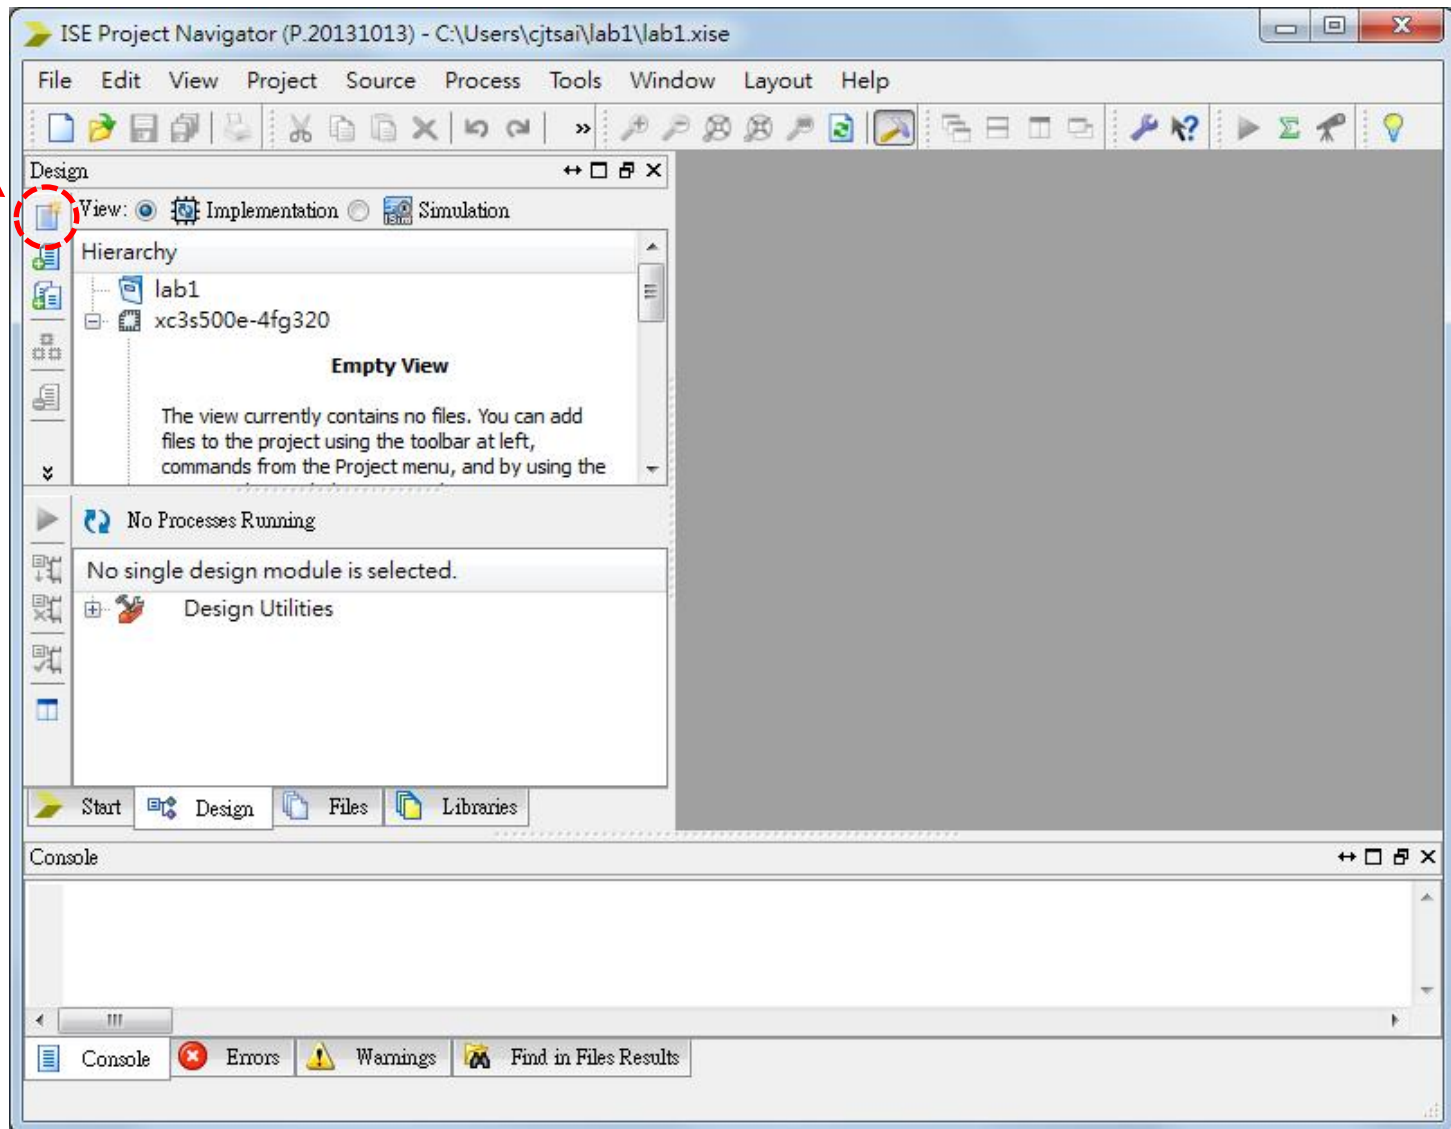 ISE Project Navigator (P.20131013) - C:\Users\cjtsai\lab1\lab1.xise
File Edit View Project Source Process Tools Window Layout Help
Design
View: Implementation Simulation
Hierarchy
lab1
xc3s500e-4fg320
Empty View
The view currently contains no files. You can add
files to the project using the toolbar at left,
commands from the Project menu, and by using the
No Processes Running
No single design module is selected.
Design Utilities
Start Design Files Libraries
Console
Console Errors Warnings Find in Files Results